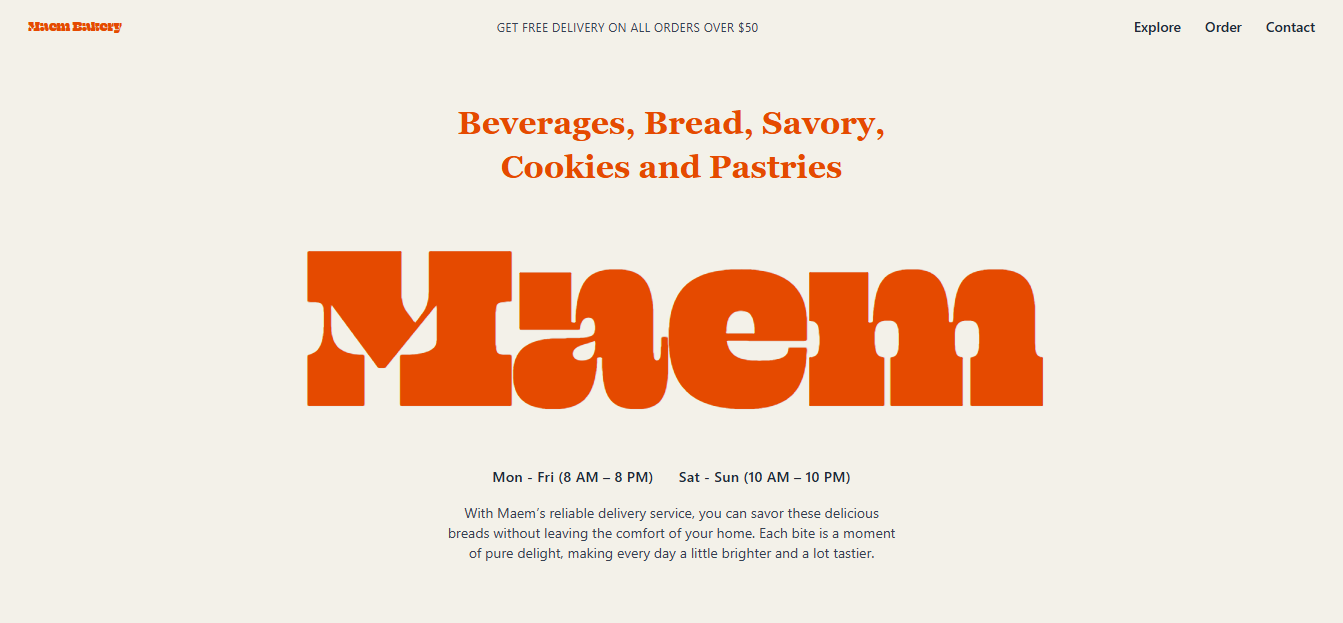 Maem Bakery
GET FREE DELIVERY ON ALL ORDERS OVER $50
Explore
Order
Contact
Beverages, Bread, Savory,
Cookies and Pastries
Maem
Mon - Fri (8 AM – 8 PM)
Sat - Sun (10 AM – 10 PM)
With Maem’s reliable delivery service, you can savor these delicious
breads without leaving the comfort of your home. Each bite is a moment
of pure delight, making every day a little brighter and a lot tastier.